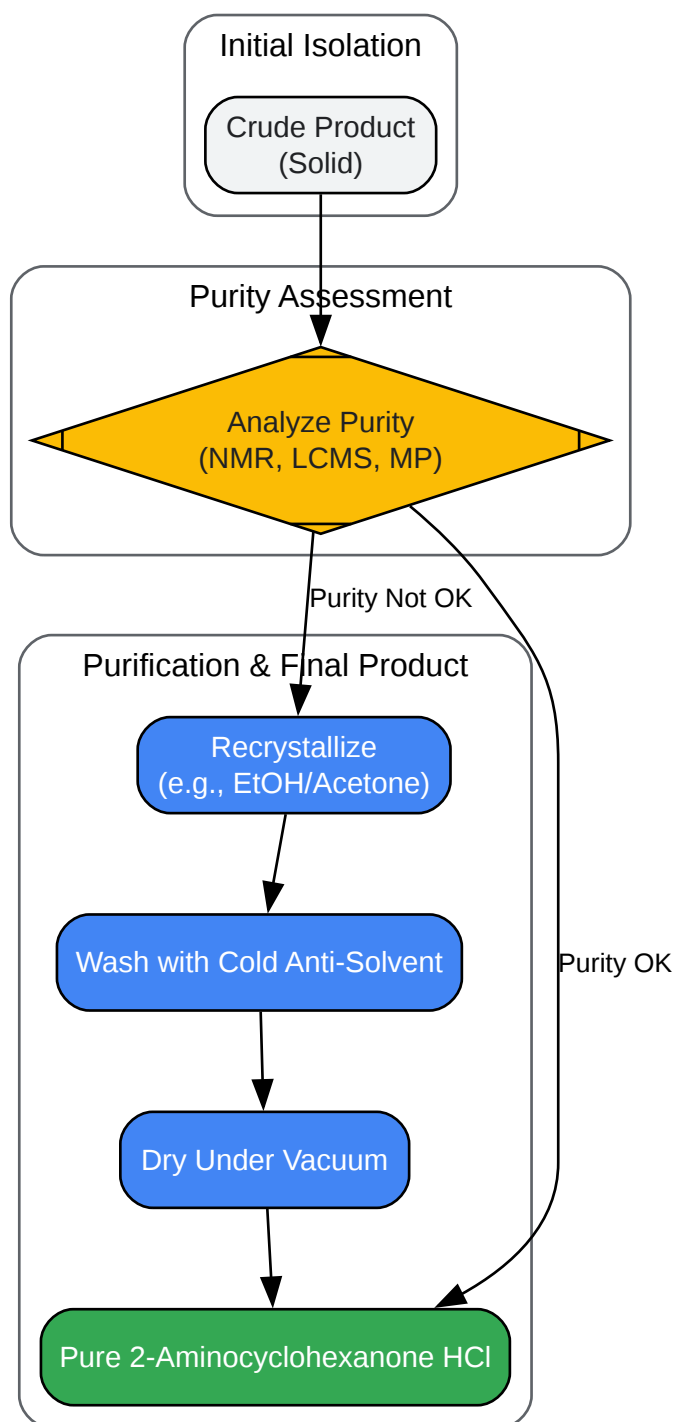 Initial Isolation
Crude Product
(Solid)
Purity Assessment
Analyze Purity
(NMR, LCMS, MP)
Purity Not OK
Purification & Final Product
Recrystallize
(e.g., EtOH/Acetone)
Wash with Cold Anti-Solvent
Purity OK
Dry Under Vacuum
Pure 2-Aminocyclohexanone HCl